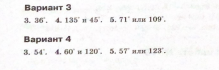 Вариант 3
3. 36°. 4. 135° и 45°. 5. 71° или 109°.
Вариант 4
3. 54°. 4. 60° и 120°. 5. 57° или 123°.